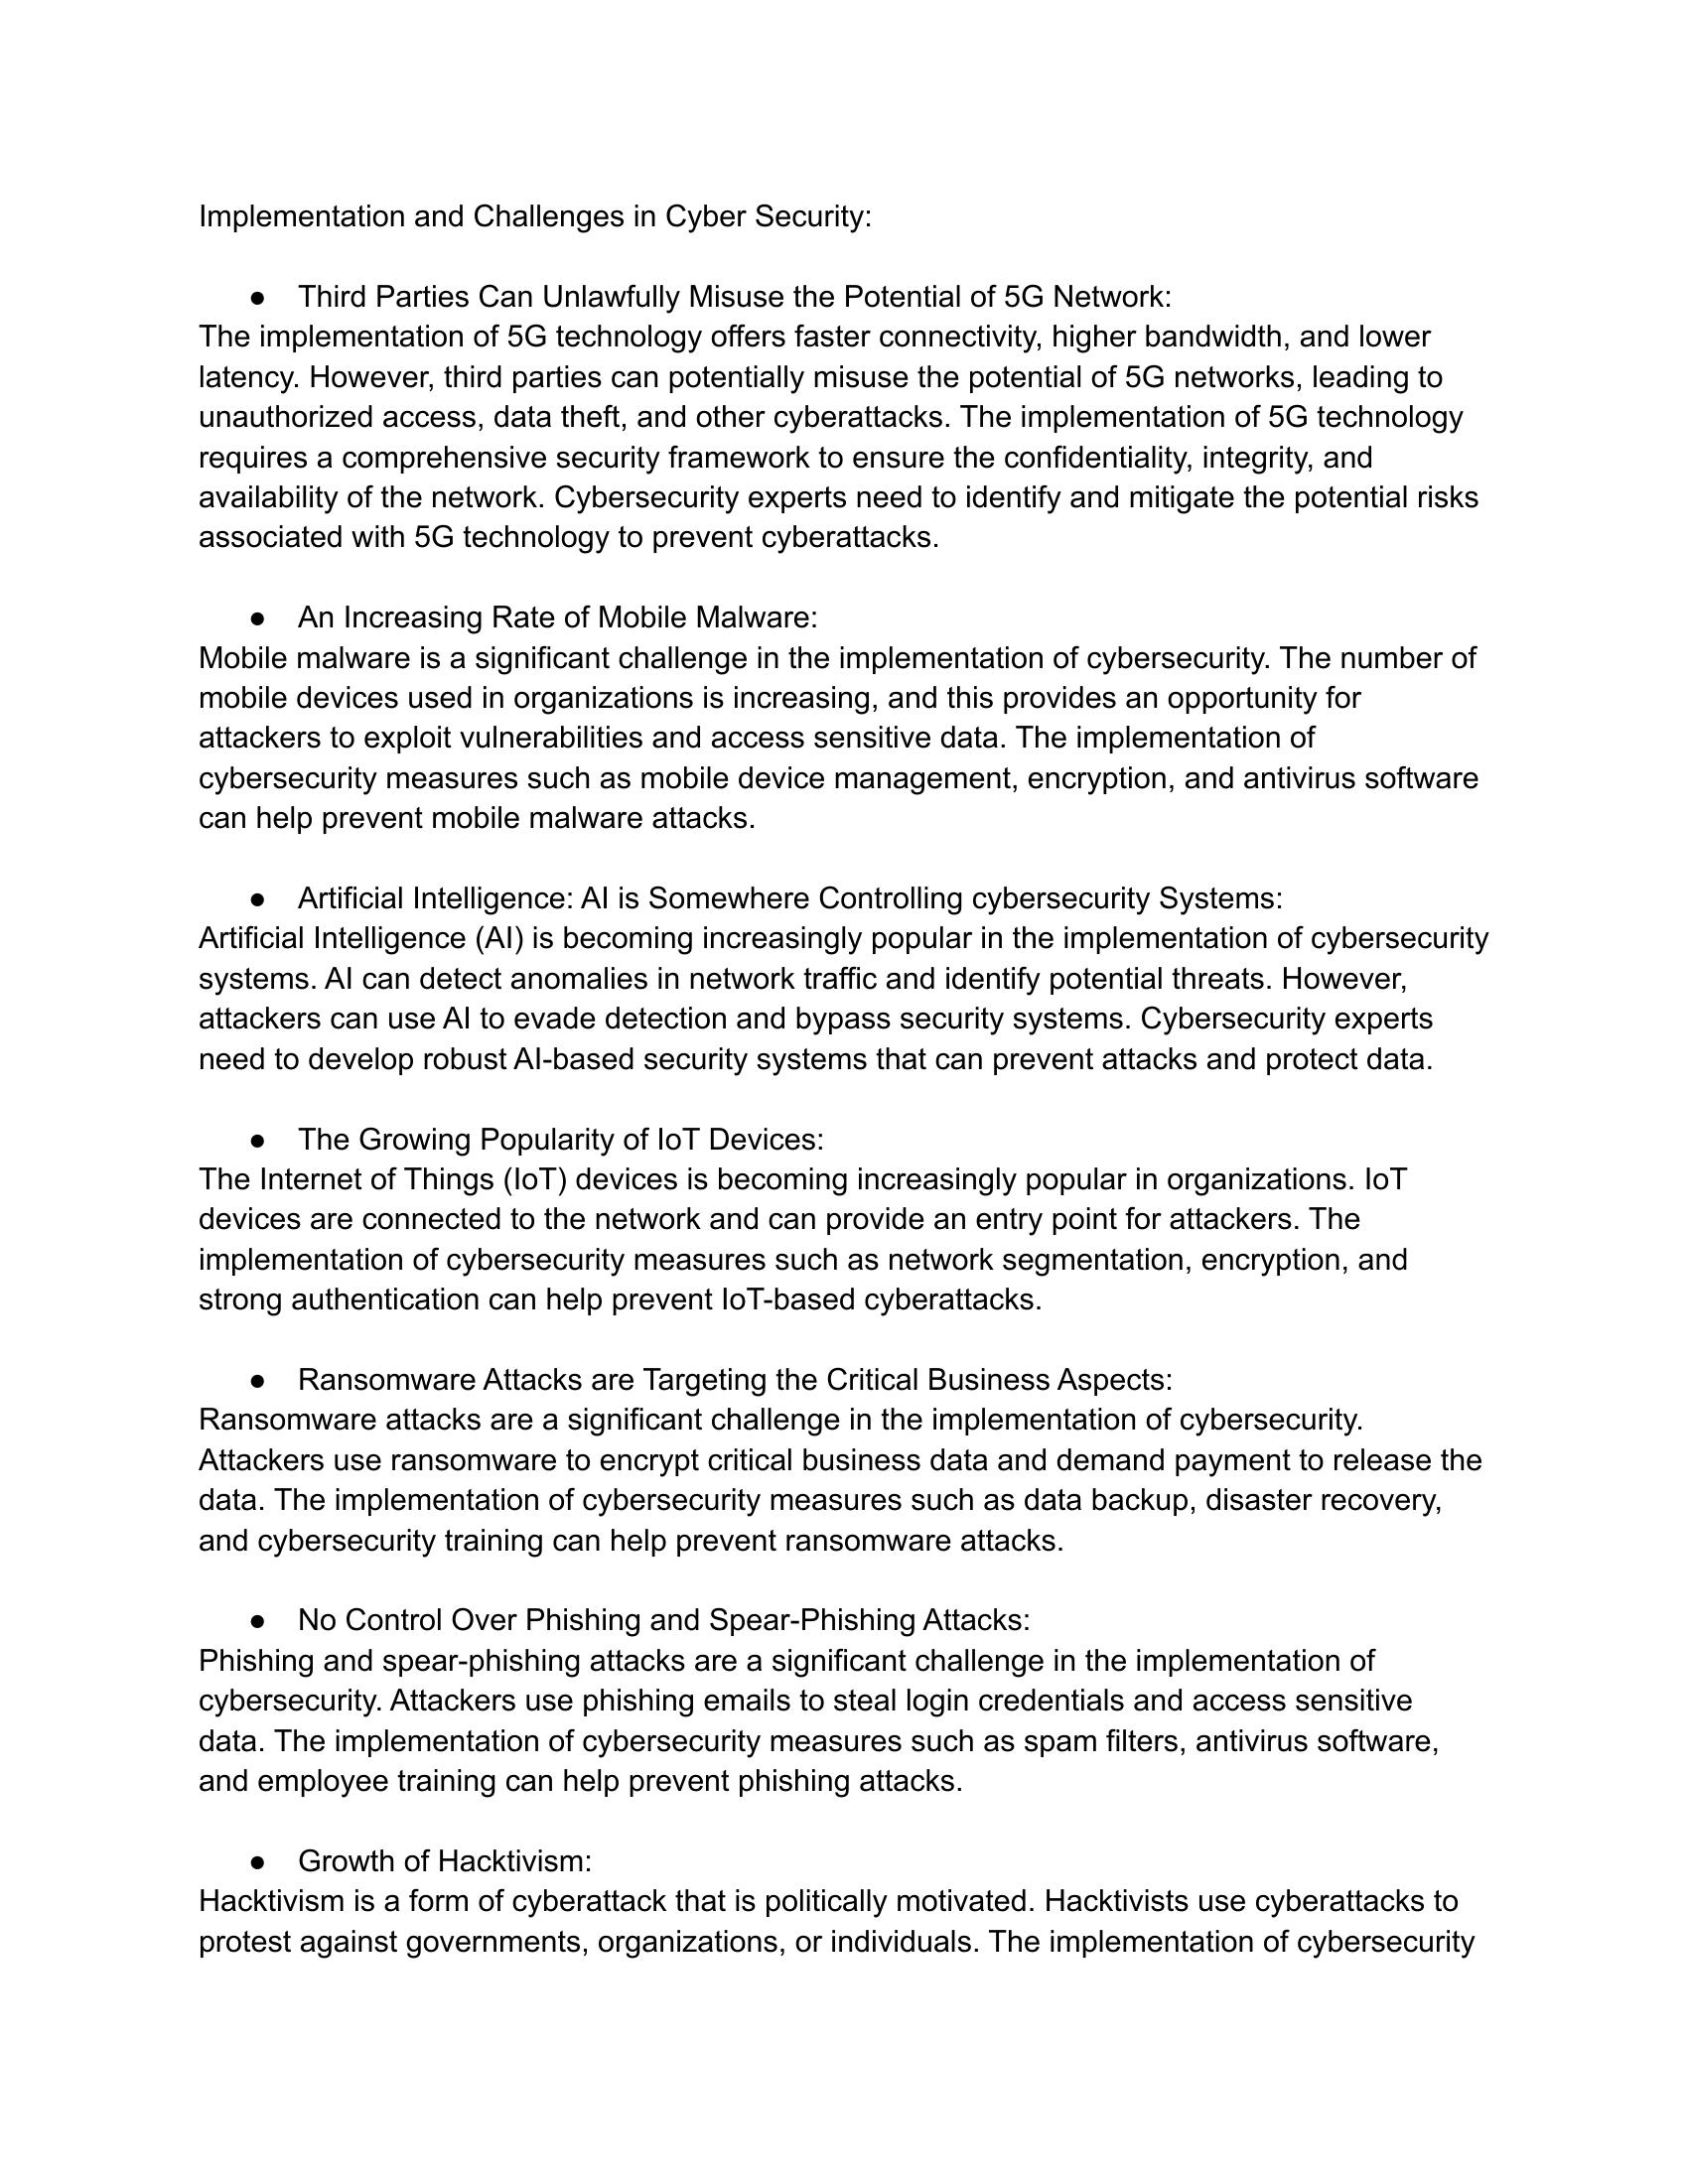 Implementation and Challenges in Cyber Security:
● Third Parties Can Unlawfully Misuse the Potential of 5G Network:
The implementation of 5G technology offers faster connectivity, higher bandwidth, and lower
latency. However, third parties can potentially misuse the potential of 5G networks, leading to
unauthorized access, data theft, and other cyberattacks. The implementation of 5G technology
requires a comprehensive security framework to ensure the confidentiality, integrity, and
availability of the network. Cybersecurity experts need to identify and mitigate the potential risks
associated with 5G technology to prevent cyberattacks.
● An Increasing Rate of Mobile Malware:
Mobile malware is a significant challenge in the implementation of cybersecurity. The number of
mobile devices used in organizations is increasing, and this provides an opportunity for
attackers to exploit vulnerabilities and access sensitive data. The implementation of
cybersecurity measures such as mobile device management, encryption, and antivirus software
can help prevent mobile malware attacks.
● Artificial Intelligence: AI is Somewhere Controlling cybersecurity Systems:
Artificial Intelligence (AI) is becoming increasingly popular in the implementation of cybersecurity
systems. AI can detect anomalies in network traffic and identify potential threats. However,
attackers can use AI to evade detection and bypass security systems. Cybersecurity experts
need to develop robust AI-based security systems that can prevent attacks and protect data.
● The Growing Popularity of IoT Devices:
The Internet of Things (IoT) devices is becoming increasingly popular in organizations. IoT
devices are connected to the network and can provide an entry point for attackers. The
implementation of cybersecurity measures such as network segmentation, encryption, and
strong authentication can help prevent IoT-based cyberattacks.
● Ransomware Attacks are Targeting the Critical Business Aspects:
Ransomware attacks are a significant challenge in the implementation of cybersecurity.
Attackers use ransomware to encrypt critical business data and demand payment to release the
data. The implementation of cybersecurity measures such as data backup, disaster recovery,
and cybersecurity training can help prevent ransomware attacks.
● No Control Over Phishing and Spear-Phishing Attacks:
Phishing and spear-phishing attacks are a significant challenge in the implementation of
cybersecurity. Attackers use phishing emails to steal login credentials and access sensitive
data. The implementation of cybersecurity measures such as spam filters, antivirus software,
and employee training can help prevent phishing attacks.
● Growth of Hacktivism:
Hacktivism is a form of cyberattack that is politically motivated. Hacktivists use cyberattacks to
protest against governments, organizations, or individuals. The implementation of cybersecurity